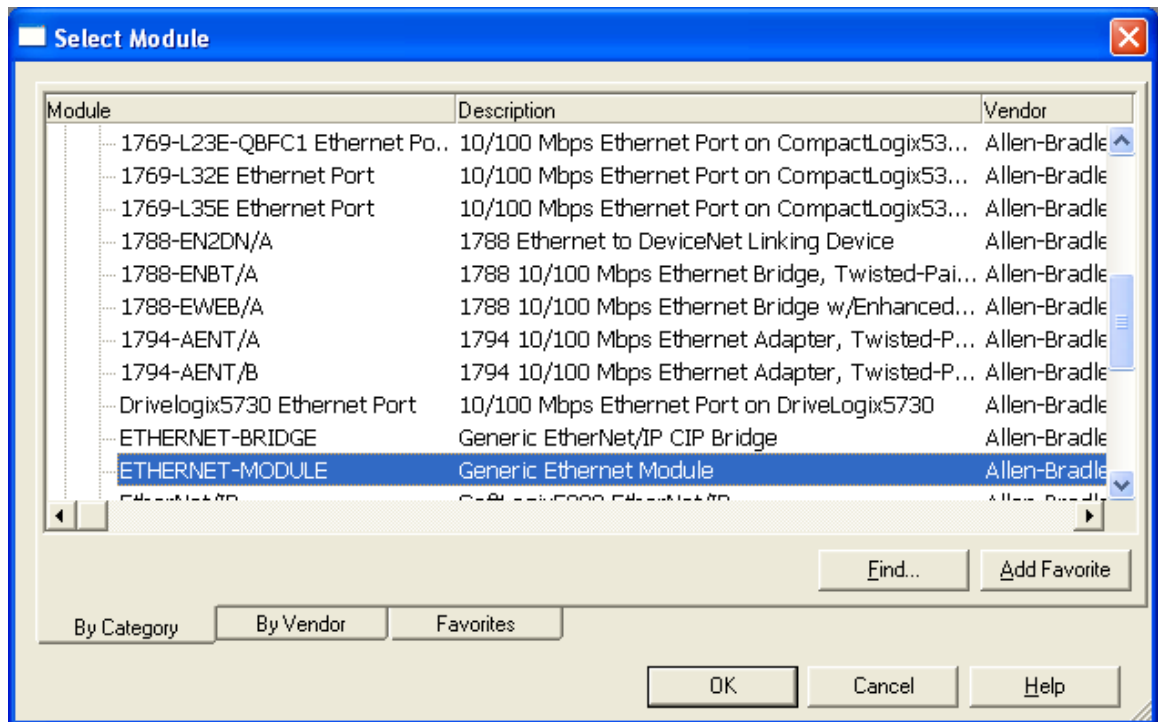 Select Module
Module Description Vendor
1769-L23E-QBFC1 Ethernet Po.. 10/100 Mbps Ethernet Port on CompactLogix53... Allen-Bradle
1769-L32E Ethernet Port 10/100 Mbps Ethernet Port on CompactLogix53... Allen-Bradle
1769-L35E Ethernet Port 10/100 Mbps Ethernet Port on CompactLogix53... Allen-Bradle
1788-EN2DN/A 1788 Ethernet to DeviceNet Linking Device Allen-Bradle
1788-ENBT/A 1788 10/100 Mbps Ethernet Bridge, Twisted-Pai... Allen-Bradle
1788-EWEB/A 1788 10/100 Mbps Ethernet Bridge w/Enhanced... Allen-Bradle
1794-AENT/A 1794 10/100 Mbps Ethernet Adapter, Twisted-P... Allen-Bradle
1794-AENT/B 1794 10/100 Mbps Ethernet Adapter, Twisted-P... Allen-Bradle
Drivelogix5730 Ethernet Port 10/100 Mbps Ethernet Port on DriveLogix5730 Allen-Bradle
ETHERNET-BRIDGE Generic EtherNet/IP CIP Bridge Allen-Bradle
ETHERNET-MODULE Generic Ethernet Module Allen-Bradle
EtherNet/IP EtherNet/IP Allen-Bradle
Find... Add Favorite
By Category By Vendor Favorites
OK Cancel Help